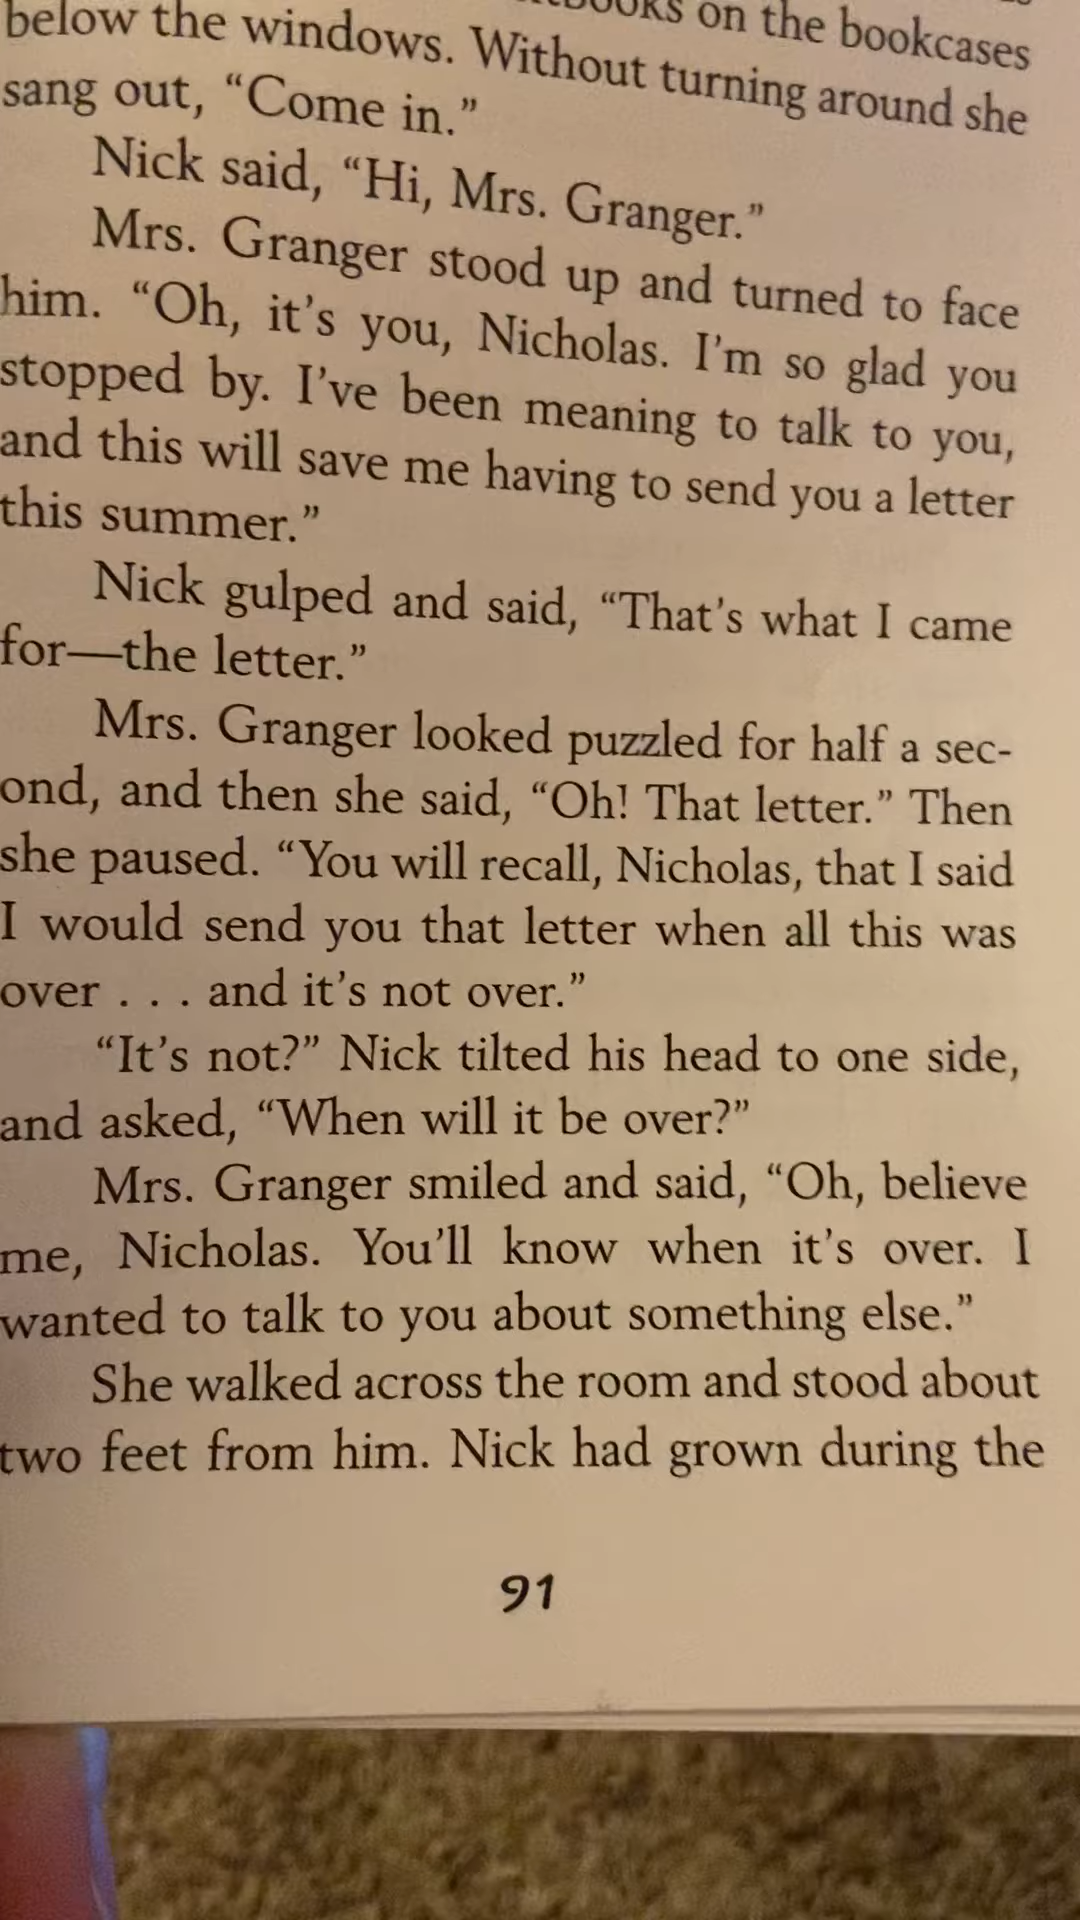 on the bookcases
below the windows. Without turning around she
sang out, “Come in.”
Nick said, “Hi, Mrs. Granger.”
Mrs. Granger stood up and turned to face
him. “Oh, it’s you, Nicholas. I’m so glad you
stopped by. I’ve been meaning to talk to you,
and this will save me having to send you a letter
this summer.”
Nick gulped and said, “That’s what I came
for—the letter.”
Mrs. Granger looked puzzled for half a sec-
ond, and then she said, “Oh! That letter.” Then
she paused. “You will recall, Nicholas, that I said
I would send you that letter when all this was
over . . . and it’s not over.”
“It’s not?” Nick tilted his head to one side,
and asked, “When will it be over?”
Mrs. Granger smiled and said, “Oh, believe
me, Nicholas. You’ll know when it’s over. I
wanted to talk to you about something else.”
She walked across the room and stood about
two feet from him. Nick had grown during the
91